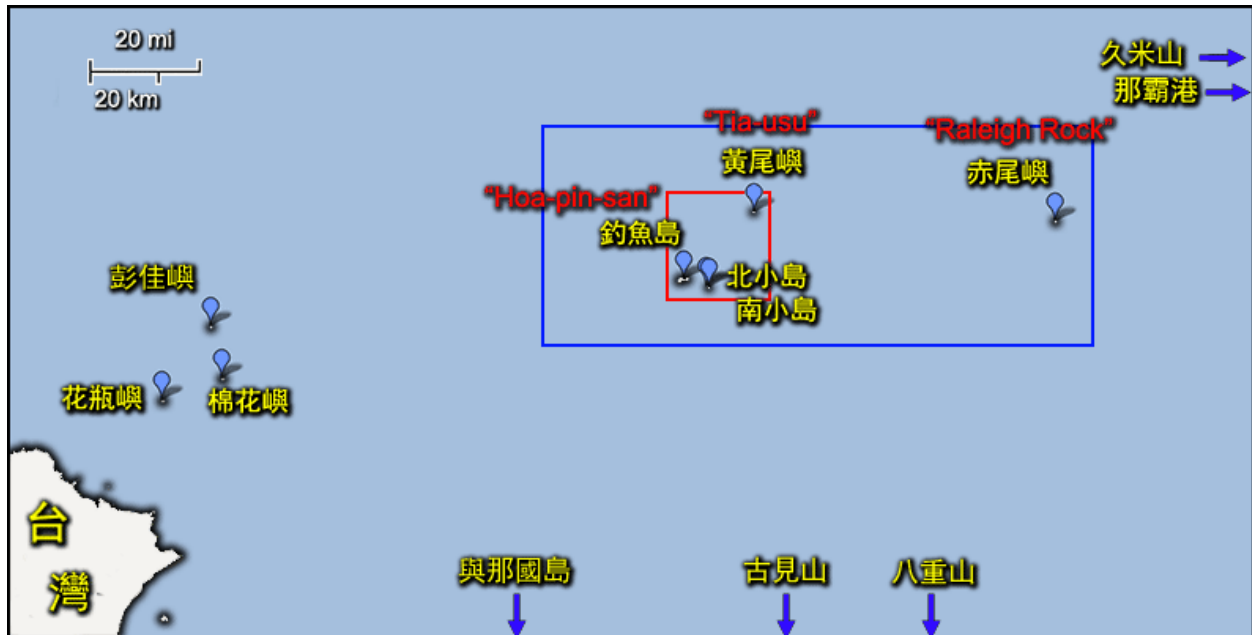 20 mi
20 km
久米山
那霸港
“Tia-usu”
“Raleigh Rock”
黃尾嶼
赤尾嶼
“Hoa-pin-san”
釣魚島
北小島
南小島
彭佳嶼
花瓶嶼
棉花嶼
台
灣
與那國島
古見山
八重山